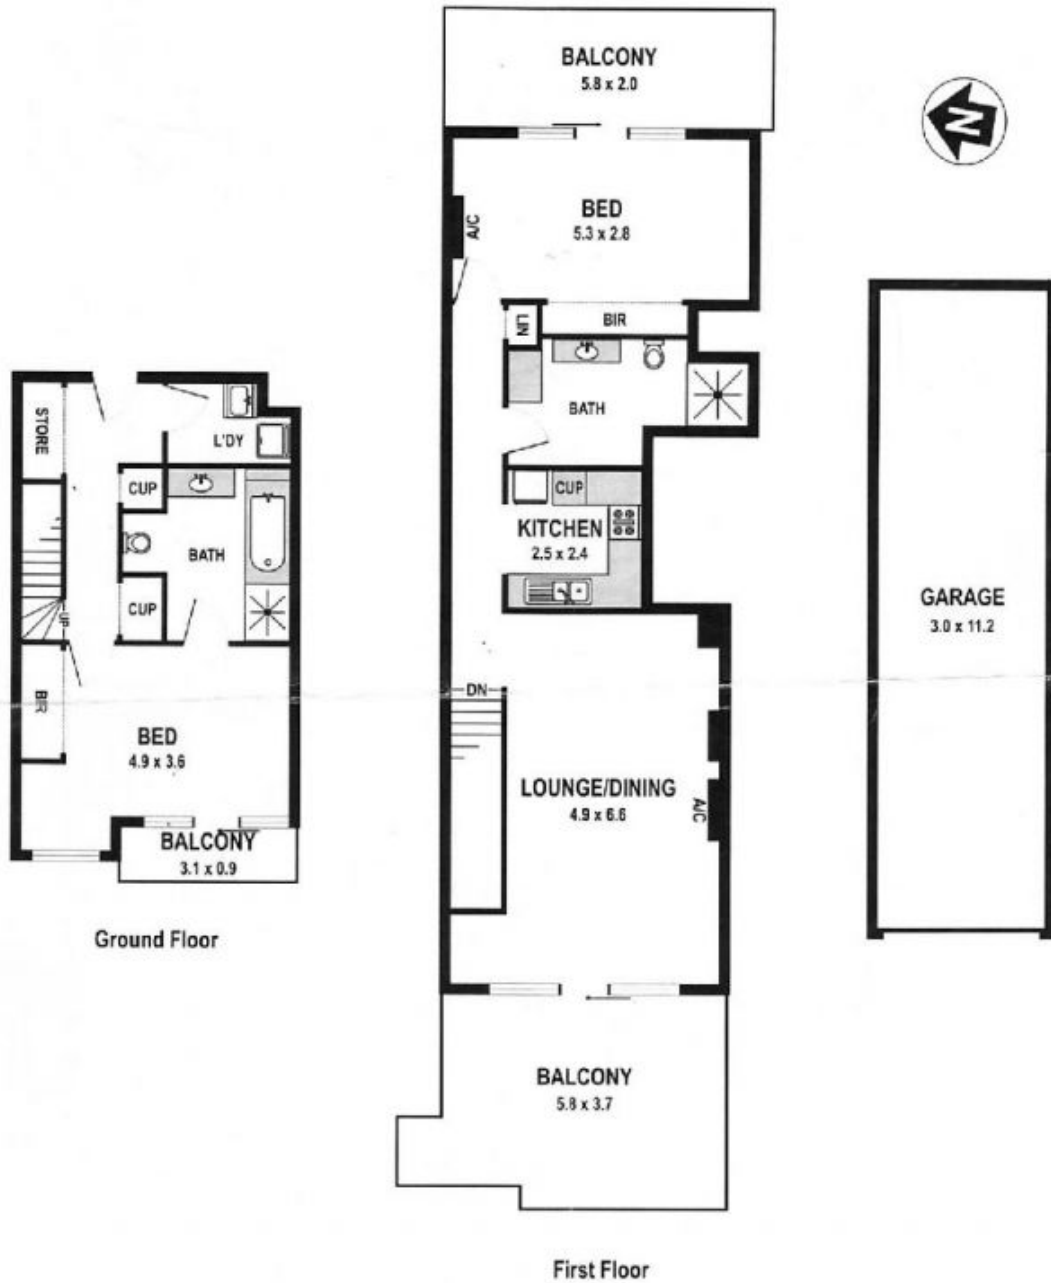 BALCONY
5.8 x 2.0
N
BED
5.3 x 2.8
A/C
LIN
BIR
BATH
CUP
KITCHEN
2.5 x 2.4
DN
LOUNGE/DINING
4.9 x 6.6
A/C
BALCONY
5.8 x 3.7
First Floor
STORE
L'DY
CUP
BATH
CUP
UP
BIR
BED
4.9 x 3.6
BALCONY
3.1 x 0.9
Ground Floor
GARAGE
3.0 x 11.2